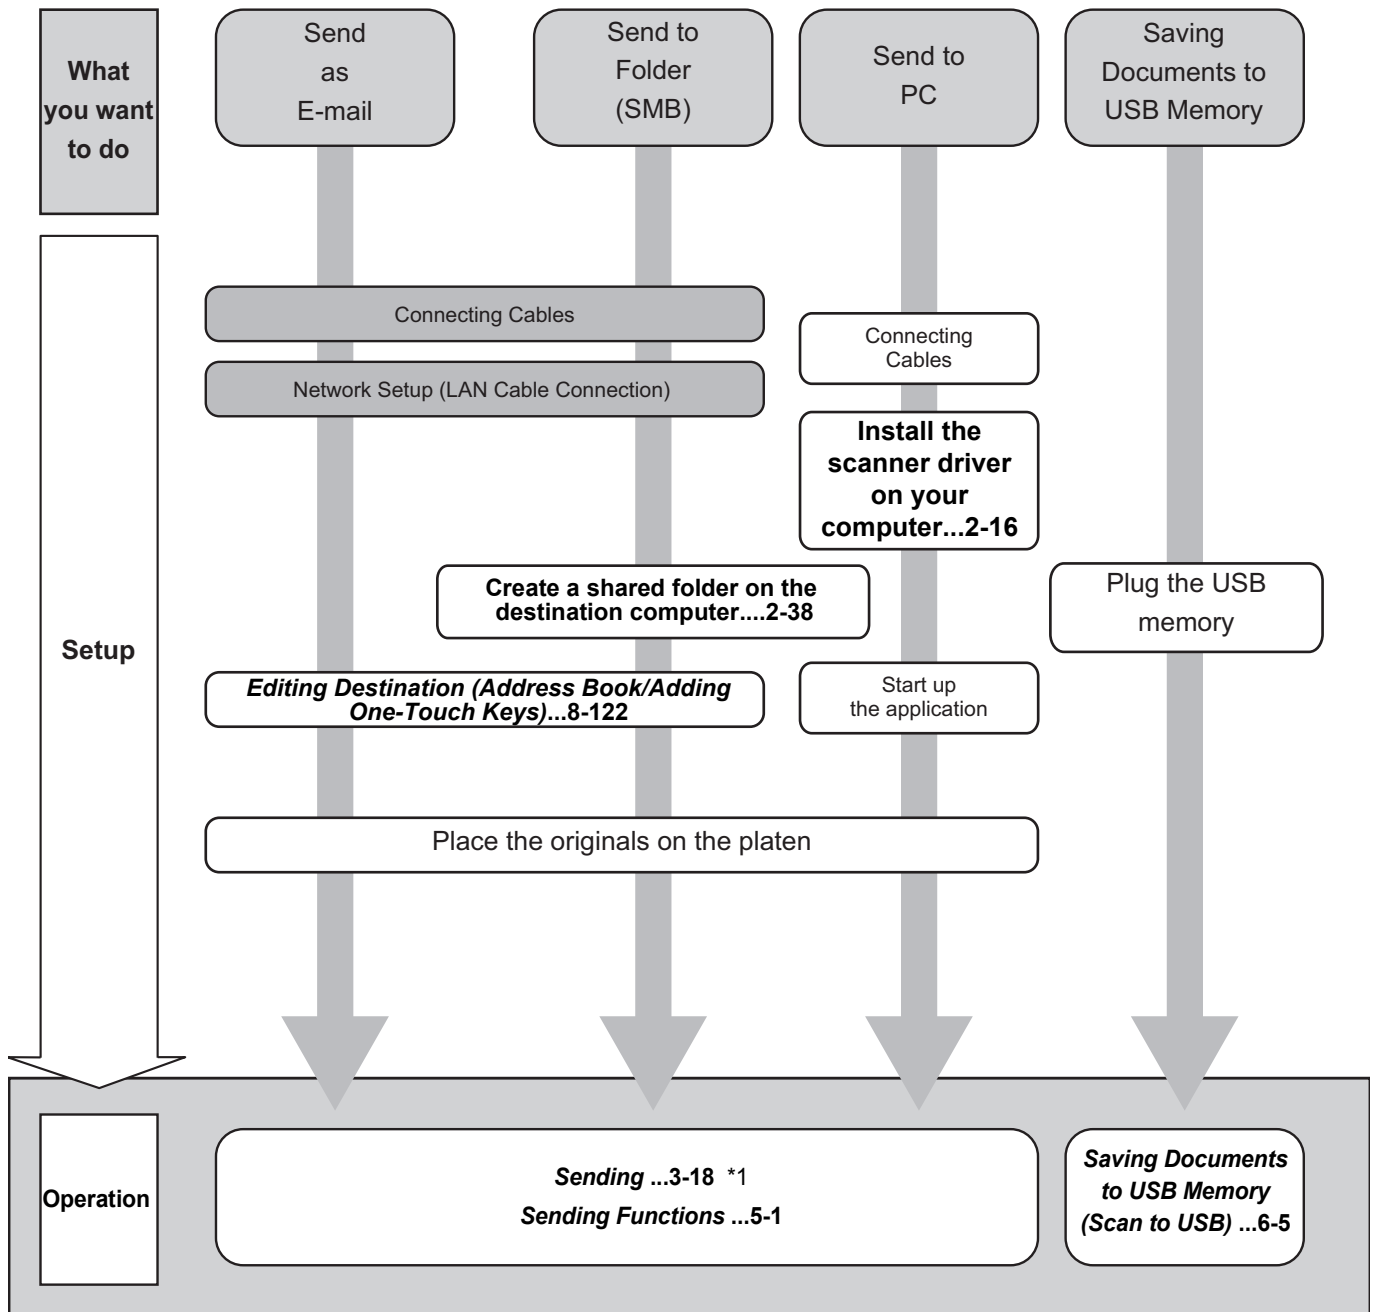 What
you want
to do
Send
as
E-mail
Send to
Folder
(SMB)
Send to
PC
Saving
Documents to
USB Memory
Setup
Connecting Cables
Network Setup (LAN Cable Connection)
Connecting
Cables
Install the
scanner driver
on your
computer...2-16
Create a shared folder on the
destination computer....2-38
Plug the USB
memory
Editing Destination (Address Book/Adding
One-Touch Keys)...8-122
Start up
the application
Place the originals on the platen
Operation
Sending ...3-18 *1
Sending Functions ...5-1
Saving Documents
to USB Memory
(Scan to USB) ...6-5